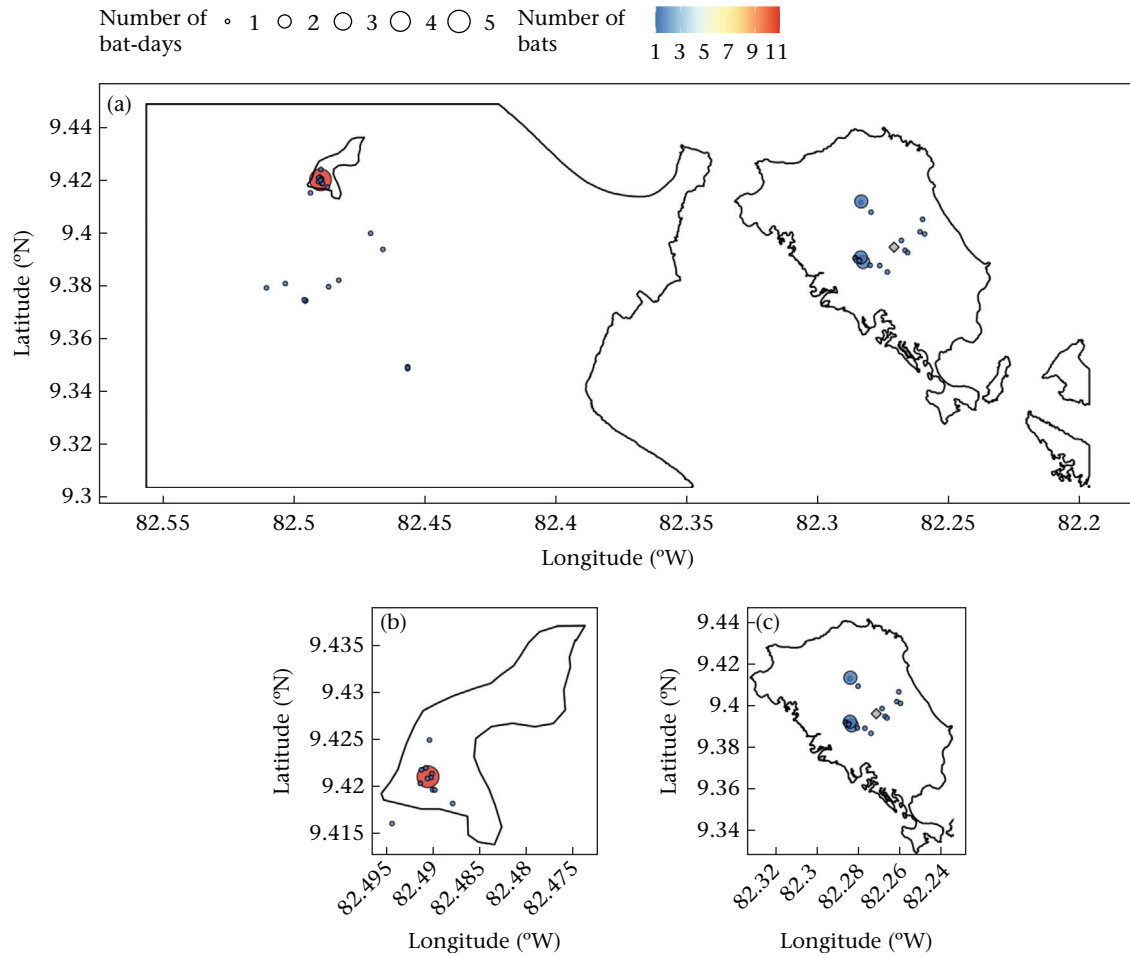 Number of bat-days 1 2 3 4 5
Number of bats
1 3 5 7 9 11
(a)
9.44
9.42
9.4
9.38
9.36
9.34
9.32
9.3
Latitude (ºN)
82.55 82.5 82.45 82.4 82.35 82.3 82.25 82.2
Longitude (ºW)
(b)
9.435
9.43
9.425
9.42
9.415
Latitude (ºN)
82.495 82.49 82.485 82.48 82.475
Longitude (ºW)
(c)
9.44
9.42
9.4
9.38
9.36
9.34
Latitude (ºN)
82.32 82.3 82.28 82.26 82.24
Longitude (ºW)